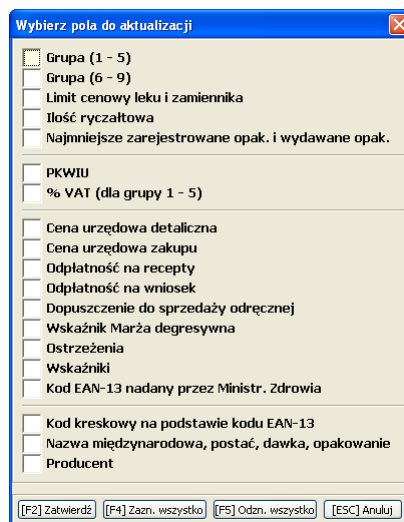 Wybierz pola do aktualizacji
Grupa (1 - 5)
Grupa (6 - 9)
Limit cenowy leku i zamiennika
Ilość ryczałtowa
Najmniejsze zarejestrowane opak. i wydawane opak.
PKWIU
% VAT (dla grupy 1 - 5)
Cena urzędowa detaliczna
Cena urzędowa zakupu
Odpłatność na recepty
Odpłatność na wniosek
Dopuszczenie do sprzedaży odręcznej
Wskaźnik Marża degresywna
Ostrzeżenia
Wskaźniki
Kod EAN-13 nadany przez Ministr. Zdrowia
Kod kreskowy na podstawie kodu EAN-13
Nazwa międzynarodowa, postać, dawka, opakowanie
Producent
[F2] Zatwierdź [F4] Zazn. wszystko [F5] Odzn. wszystko [ESC] Anuluj